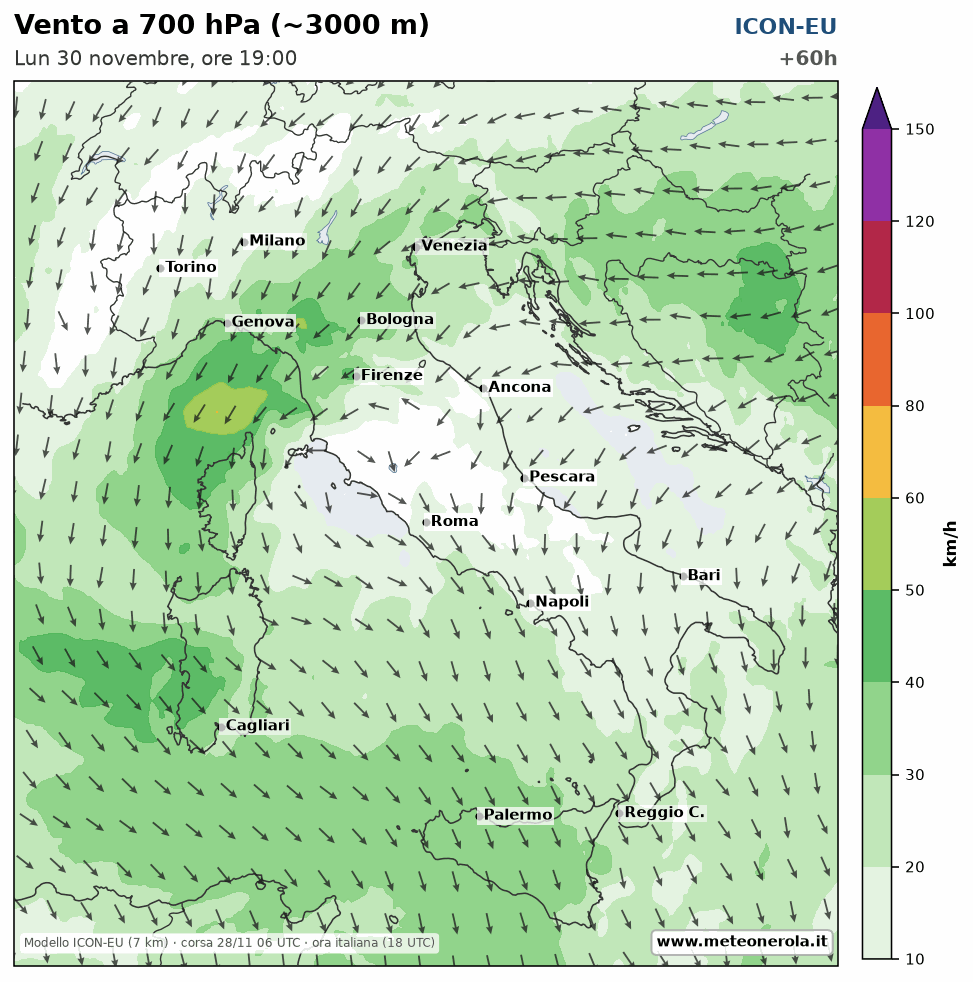 Vento a 700 hPa (~3000 m)
ICON-EU
Lun 30 novembre, ore 19:00
+60h
Milano
Venezia
Torino
Genova
Bologna
Firenze
Ancona
Pescara
Roma
Bari
Napoli
Cagliari
Palermo
Reggio C.
150
120
100
80
60
50
40
30
20
10
km/h
Modello ICON-EU (7 km) · corsa 28/11 06 UTC · ora italiana (18 UTC)
www.meteonerola.it